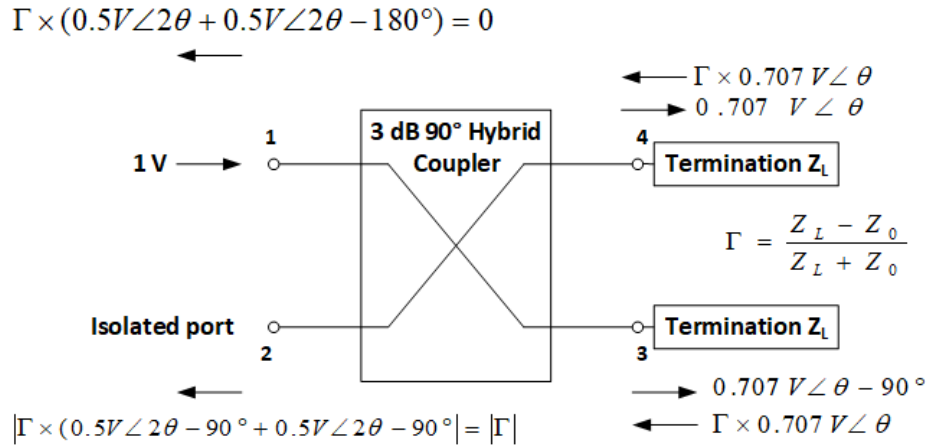 Γ × (0.5V∠2θ + 0.5V∠2θ − 180°) = 0
Γ × 0.707 V∠ θ
0.707 V ∠ θ
1
3 dB 90° Hybrid
Coupler
4
1 V
Termination Z_L
Γ = (Z_L − Z_0) / (Z_L + Z_0)
Isolated port
Termination Z_L
2
3
0.707 V∠ θ − 90°
|Γ × (0.5V∠ 2θ − 90° + 0.5V∠ 2θ − 90°| = |Γ|
Γ × 0.707 V∠ θ